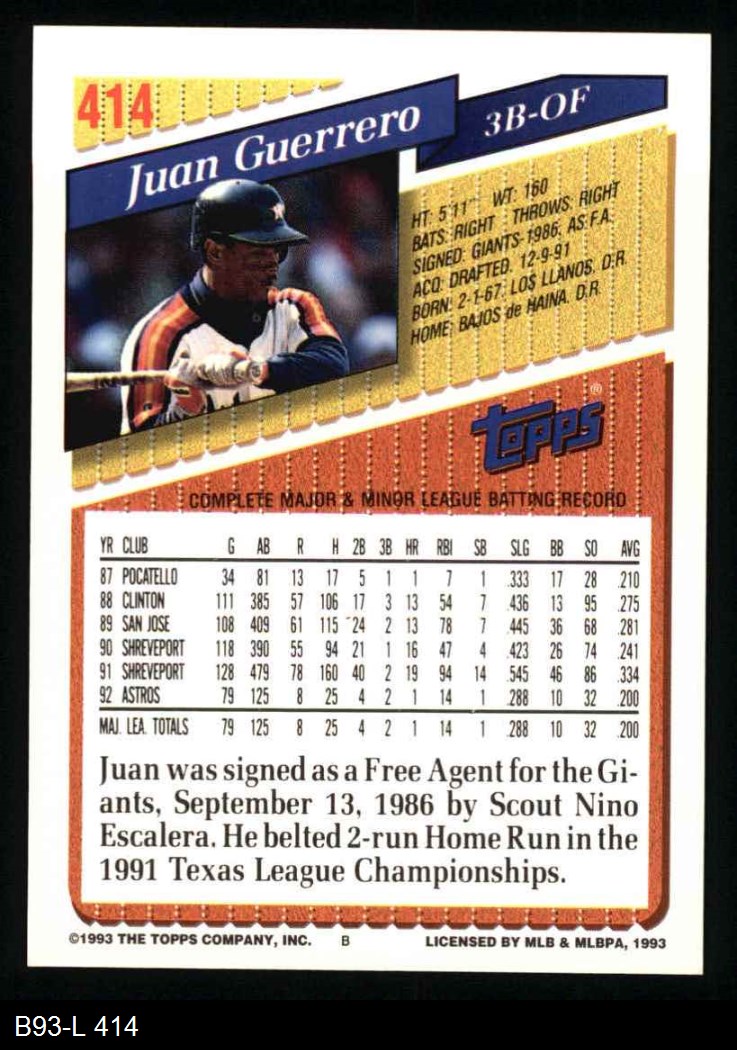 414
Juan Guerrero
3B-OF
HT: 5'11" WT: 160
BATS: RIGHT THROWS: RIGHT
SIGNED: GIANTS-1986, AS F.A.
ACQ: DRAFTED, 12-9-91
BORN: 2-1-67, LOS LLANOS, D.R.
HOME: BAJOS de HAINA, D.R.
Topps®
COMPLETE MAJOR & MINOR LEAGUE BATTING RECORD
YR CLUB G AB R H 2B 3B HR RBI SB SLG BB SO AVG
87 POCATELLO 34 81 13 17 5 1 1 7 1 .333 17 28 .210
88 CLINTON 111 385 57 106 17 3 13 54 7 .436 13 95 .275
89 SAN JOSE 108 409 61 115 24 2 13 78 7 .445 36 68 .281
90 SHREVEPORT 118 390 55 94 21 1 16 47 4 .423 26 74 .241
91 SHREVEPORT 128 479 78 160 40 2 19 94 14 .545 46 86 .334
92 ASTROS 79 125 8 25 4 2 1 14 1 .288 10 32 .200
MAJ. LEA. TOTALS 79 125 8 25 4 2 1 14 1 .288 10 32 .200
Juan was signed as a Free Agent for the Gi-
ants, September 13, 1986 by Scout Nino
Escalera. He belted 2-run Home Run in the
1991 Texas League Championships.
©1993 THE TOPPS COMPANY, INC. B LICENSED BY MLB & MLBPA, 1993
B93-L 414